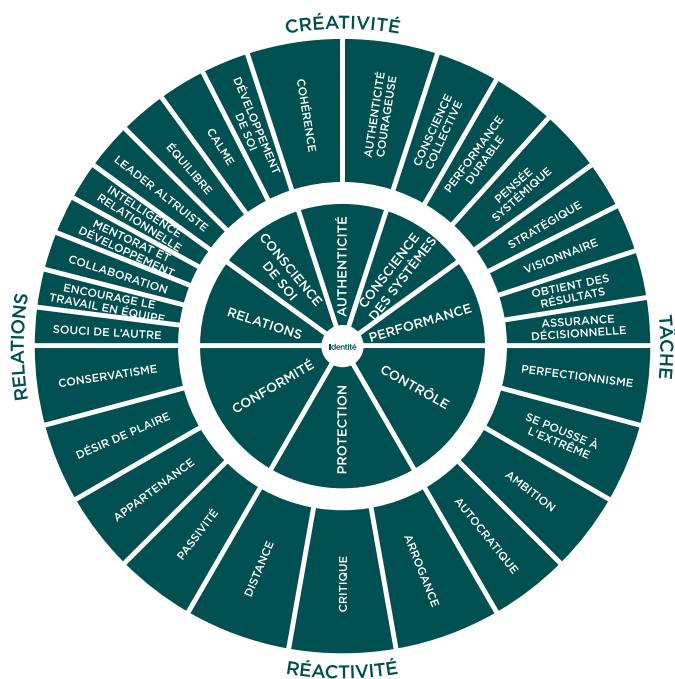 CRÉATIVITÉ
COHÉRENCE
AUTHENTICITÉ
COURAGEUSE
CONSCIENCE
COLLECTIVE
PERFORMANCE
DURABLE
PENSÉE
SYSTÉMIQUE
STRATÉGIQUE
VISIONNAIRE
OBTIENT DES
RÉSULTATS
ASSURANCE
DÉCISIONNELLE
TÂCHE
PERFECTIONNISME
SE POUSSE À
L'EXTRÊME
AMBITION
AUTOCRATIQUE
ARROGANCE
CRITIQUE
DISTANCE
PASSIVITÉ
APPARTENANCE
DÉSIR DE PLAIRE
CONSERVATISME
RÉACTIVITÉ
RELATIONS
SOUCI DE L'AUTRE
ENCOURAGE LE
TRAVAIL EN ÉQUIPE
COLLABORATION
MENTORAT ET
DÉVELOPPEMENT
INTELLIGENCE
RELATIONNELLE
LEADER ALTRUISTE
ÉQUILIBRE
CALME
DÉVELOPPEMENT
DE SOI
AUTHENTICITÉ
CONSCIENCE
DES SYSTÈMES
PERFORMANCE
CONTRÔLE
PROTECTION
CONFORMITÉ
RELATIONS
CONSCIENCE
DE SOI
Identité